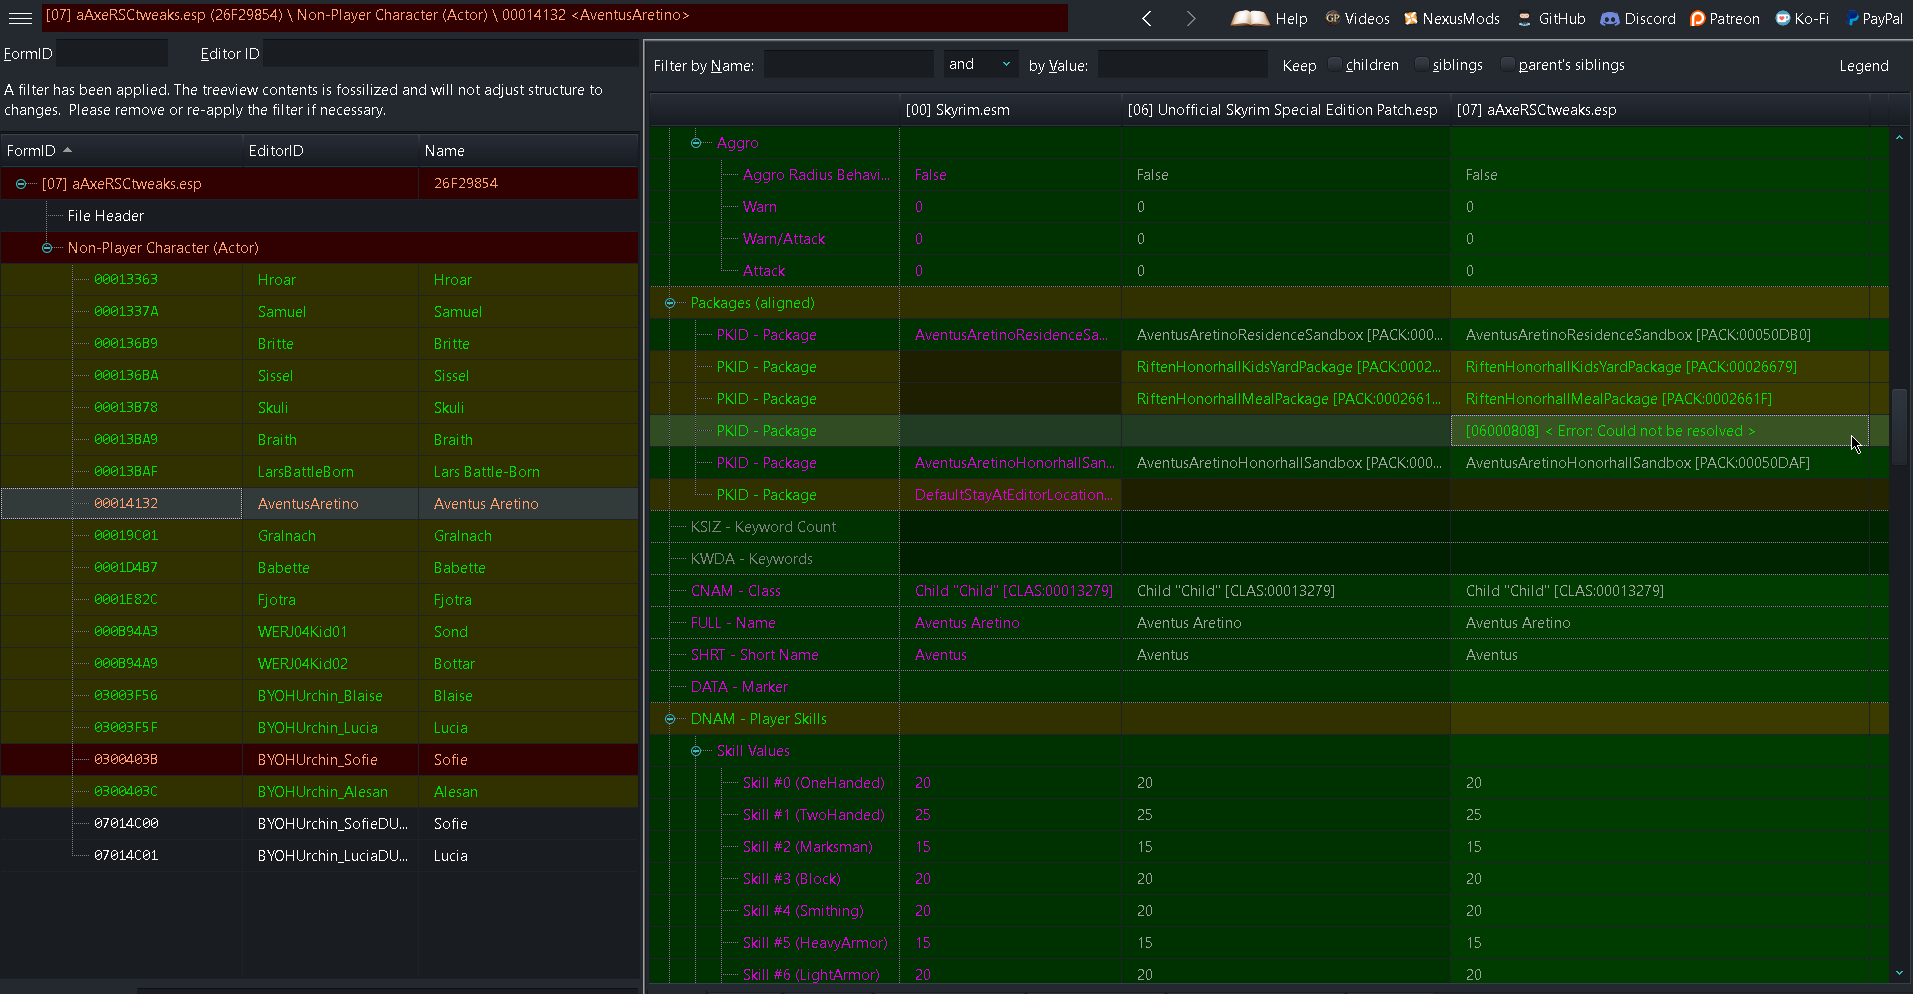 [07] aAxeRSCtweaks.esp (26F29854) \ Non-Player Character (Actor) \ 00014132 <AventusAretino>
Help Videos NexusMods GitHub Discord Patreon Ko-Fi PayPal
FormID Editor ID
A filter has been applied. The treeview contents is fossilized and will not adjust structure to
changes. Please remove or re-apply the filter if necessary.
FormID EditorID Name
[07] aAxeRSCtweaks.esp 26F29854
File Header
Non-Player Character (Actor)
00013363 Hroar Hroar
0001337A Samuel Samuel
000136B9 Britte Britte
000136BA Sissel Sissel
00013B78 Skuli Skuli
00013BA9 Braith Braith
00013BAF LarsBattleBorn Lars Battle-Born
00014132 AventusAretino Aventus Aretino
00019C01 Gralnach Gralnach
0001D4B7 Babette Babette
0001E82C Fjotra Fjotra
000B94A3 WERJ04Kid01 Sond
000B94A9 WERJ04Kid02 Bottar
03003F56 BYOHUrchin_Blaise Blaise
03003F5F BYOHUrchin_Lucia Lucia
0300403B BYOHUrchin_Sofie Sofie
0300403C BYOHUrchin_Alesan Alesan
07014C00 BYOHUrchin_SofieDU... Sofie
07014C01 BYOHUrchin_LuciaDU... Lucia
Filter by Name: and by Value: Keep children siblings parent's siblings Legend
[00] Skyrim.esm [06] Unofficial Skyrim Special Edition Patch.esp [07] aAxeRSCtweaks.esp
Aggro
Aggro Radius Behavi... False False False
Warn 0 0 0
Warn/Attack 0 0 0
Attack 0 0 0
Packages (aligned)
PKID - Package AventusAretinoResidenceSa... AventusAretinoResidenceSandbox [PACK:000... AventusAretinoResidenceSandbox [PACK:00050DB0]
PKID - Package RiftenHonorhallKidsYardPackage [PACK:0002... RiftenHonorhallKidsYardPackage [PACK:00026679]
PKID - Package RiftenHonorhallMealPackage [PACK:0002661... RiftenHonorhallMealPackage [PACK:0002661F]
PKID - Package [06000808] < Error: Could not be resolved >
PKID - Package AventusAretinoHonorhallSan... AventusAretinoHonorhallSandbox [PACK:000... AventusAretinoHonorhallSandbox [PACK:00050DAF]
PKID - Package DefaultStayAtEditorLocation...
KSIZ - Keyword Count
KWDA - Keywords
CNAM - Class Child "Child" [CLAS:00013279] Child "Child" [CLAS:00013279] Child "Child" [CLAS:00013279]
FULL - Name Aventus Aretino Aventus Aretino Aventus Aretino
SHRT - Short Name Aventus Aventus Aventus
DATA - Marker
DNAM - Player Skills
Skill Values
Skill #0 (OneHanded) 20 20 20
Skill #1 (TwoHanded) 25 25 25
Skill #2 (Marksman) 15 15 15
Skill #3 (Block) 20 20 20
Skill #4 (Smithing) 20 20 20
Skill #5 (HeavyArmor) 15 15 15
Skill #6 (LightArmor) 20 20 20